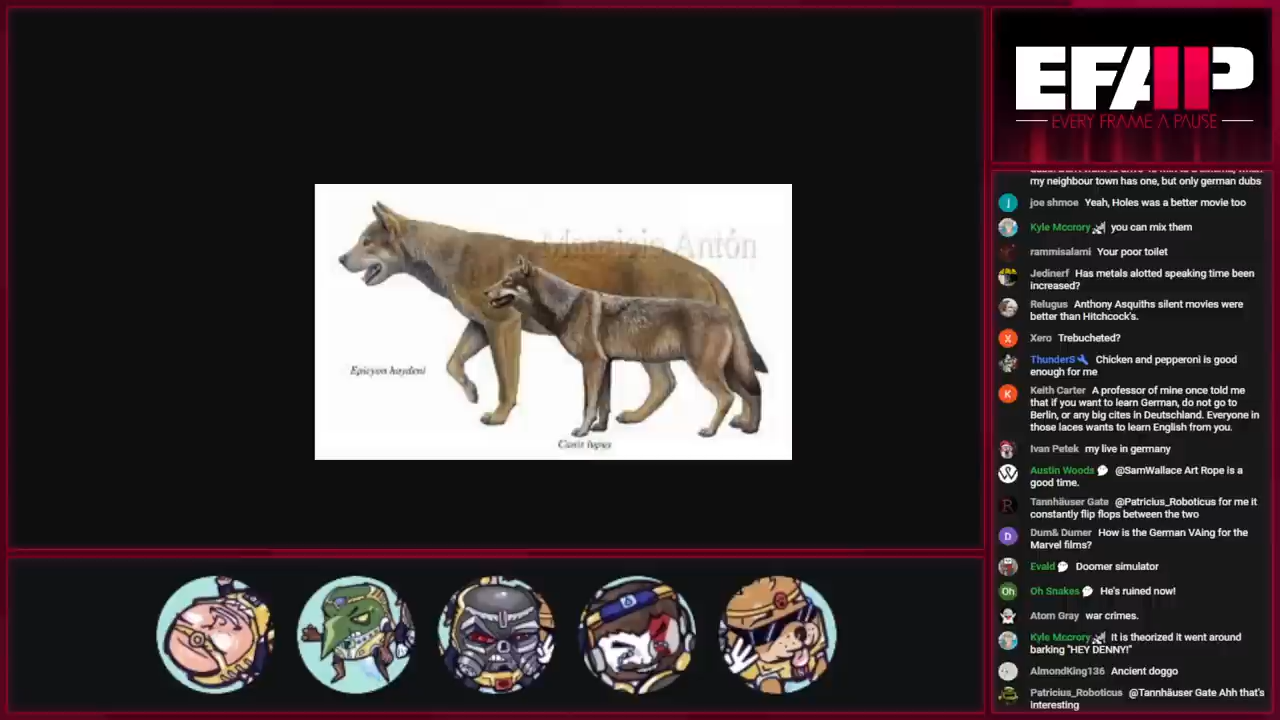 Mauricio Antón
Epicyon haydeni
Canis lupus
EFAP
EVERY FRAME A PAUSE
my neighbour town has one, but only german dubs
joe shmoe Yeah, Holes was a better movie too
Kyle Mccrory you can mix them
rammisalami Your poor toilet
Jedinerf Has metals alotted speaking time been
increased?
Relugus Anthony Asquiths silent movies were
better than Hitchcock's.
Xero Trebucheted?
ThunderS Chicken and pepperoni is good
enough for me
Keith Carter A professor of mine once told me
that if you want to learn German, do not go to
Berlin, or any big cites in Deutschland. Everyone in
those laces wants to learn English from you.
Ivan Petek my live in germany
Austin Woods @SamWallace Art Rope is a
good time.
Tannhäuser Gate @Patricius_Roboticus for me it
constantly flip flops between the two
Dum& Dumer How is the German VAing for the
Marvel films?
Evald Doomer simulator
Oh Snakes He's ruined now!
Atom Gray war crimes.
Kyle Mccrory It is theorized it went around
barking "HEY DENNY!"
AlmondKing136 Ancient doggo
Patricius_Roboticus @Tannhäuser Gate Ahh that's
interesting